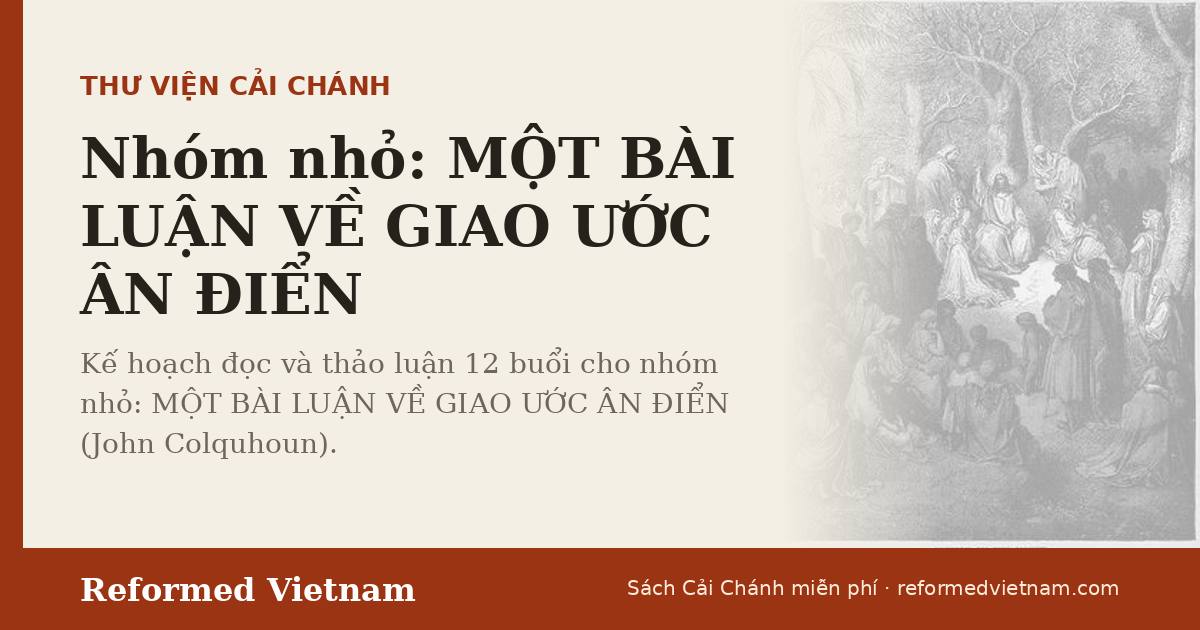 THƯ VIỆN CẢI CHÁNH
Nhóm nhỏ: MỘT BÀI
LUẬN VỀ GIAO ƯỚC
ÂN ĐIỂN
Kế hoạch đọc và thảo luận 12 buổi cho nhóm
nhỏ: MỘT BÀI LUẬN VỀ GIAO ƯỚC ÂN ĐIỂN
(John Colquhoun).
Reformed Vietnam
Sách Cải Chánh miễn phí · reformedvietnam.com